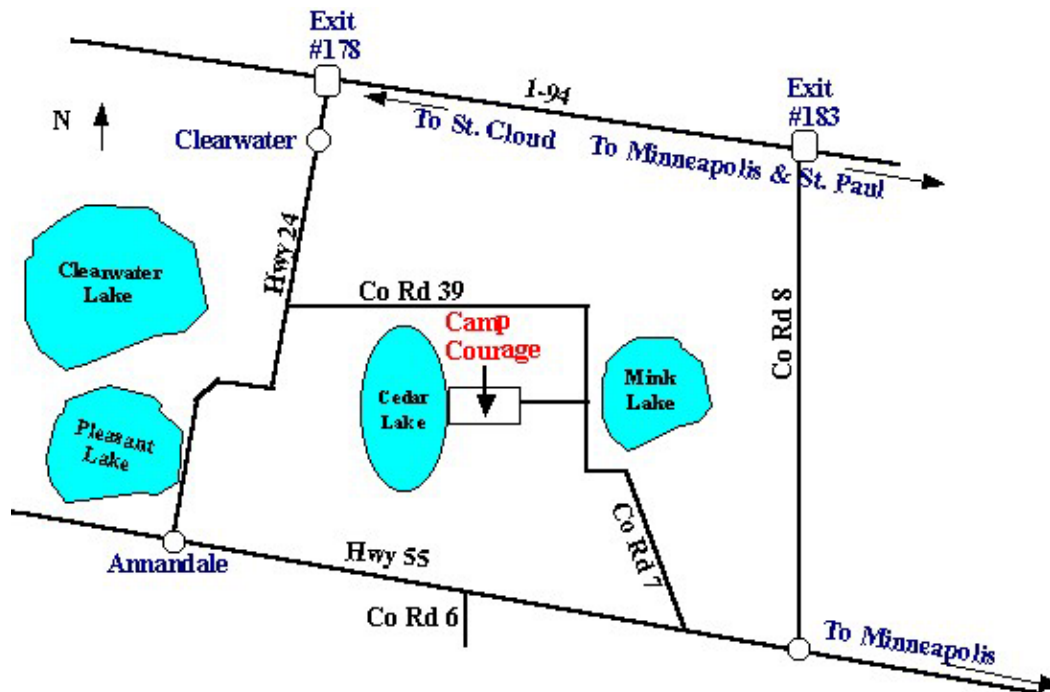 Exit
#178
1-94
Exit
#183
N
To St. Cloud
To Minneapolis & St. Paul
Clearwater
Hwy 24
Clearwater
Lake
Co Rd 39
Camp
Courage
Co Rd 8
Cedar
Lake
Mink
Lake
Pleasant
Lake
Annandale
Hwy 55
Co Rd 7
Co Rd 6
To Minneapolis